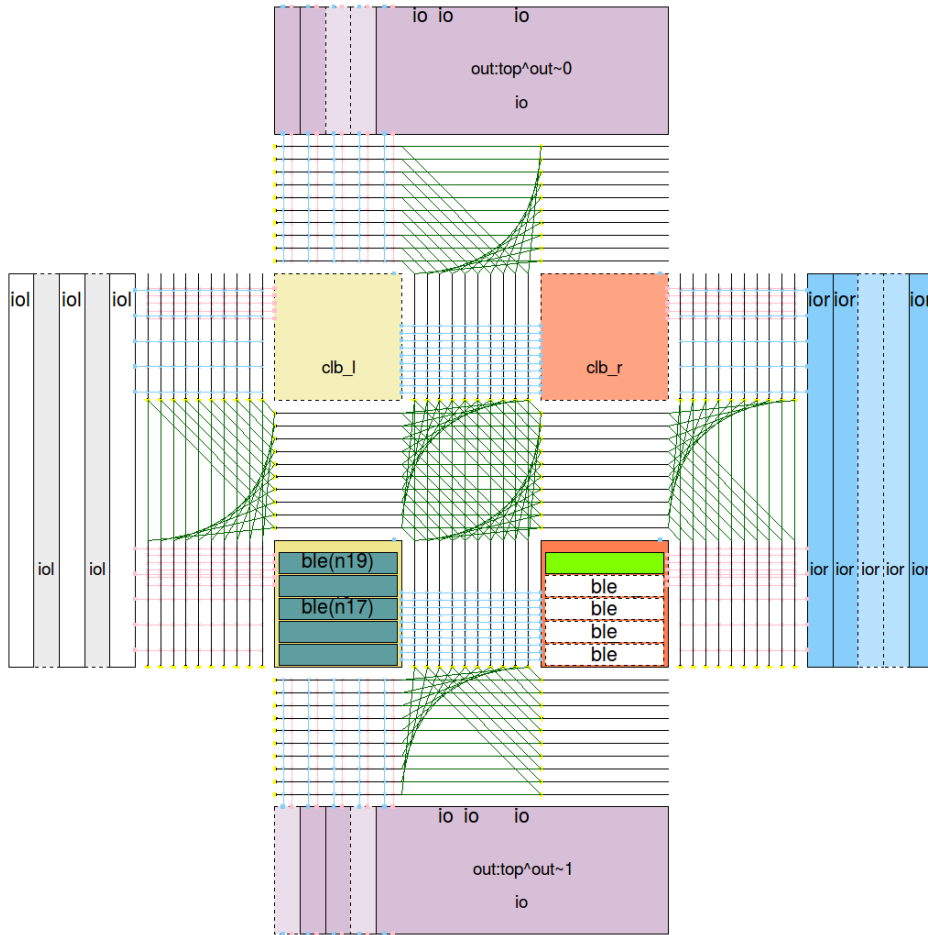 io io io
out:top^out~0
io
iol iol iol ior ior ior
clb_l clb_r
ble(n19)
iol iol ior ior ior ior ior
ble
ble(n17) ble
ble
ble
io io io
out:top^out~1
io